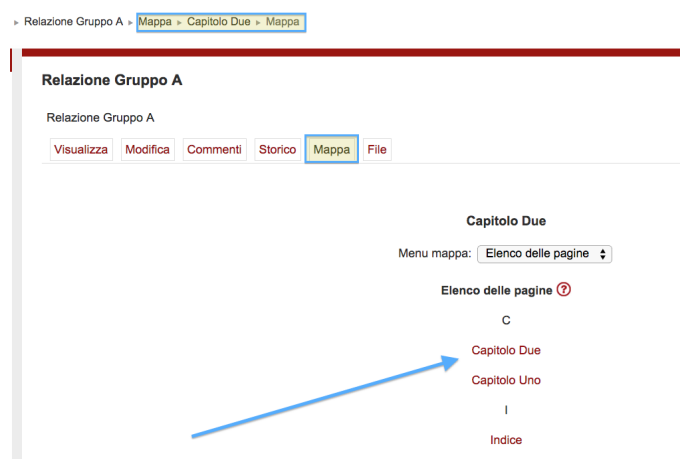 ▸ Relazione Gruppo A ▸ Mappa ▸ Capitolo Due ▸ Mappa
Relazione Gruppo A
Relazione Gruppo A
Visualizza Modifica Commenti Storico Mappa File
Capitolo Due
Menu mappa: Elenco delle pagine
Elenco delle pagine ?
C
Capitolo Due
Capitolo Uno
I
Indice